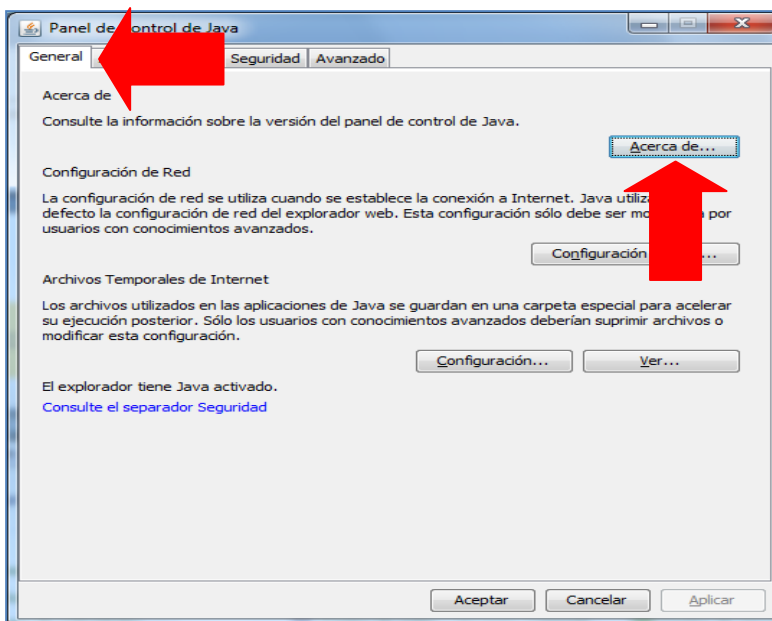 Panel de Control de Java
General
Seguridad
Avanzado
Acerca de
Consulte la información sobre la versión del panel de control de Java.
Acerca de...
Configuración de Red
La configuración de red se utiliza cuando se establece la conexión a Internet. Java
defecto la configuración de red del explorador web. Esta configuración sólo debe ser por
usuarios con conocimientos avanzados.
Configuración ...
Archivos Temporales de Internet
Los archivos utilizados en las aplicaciones de Java se guardan en una carpeta especial para acelerar
su ejecución posterior. Sólo los usuarios con conocimientos avanzados deberían suprimir archivos o
modificar esta configuración.
Configuración...
Ver...
El explorador tiene Java activado.
Consulte el separador Seguridad
Aceptar
Cancelar
Aplicar